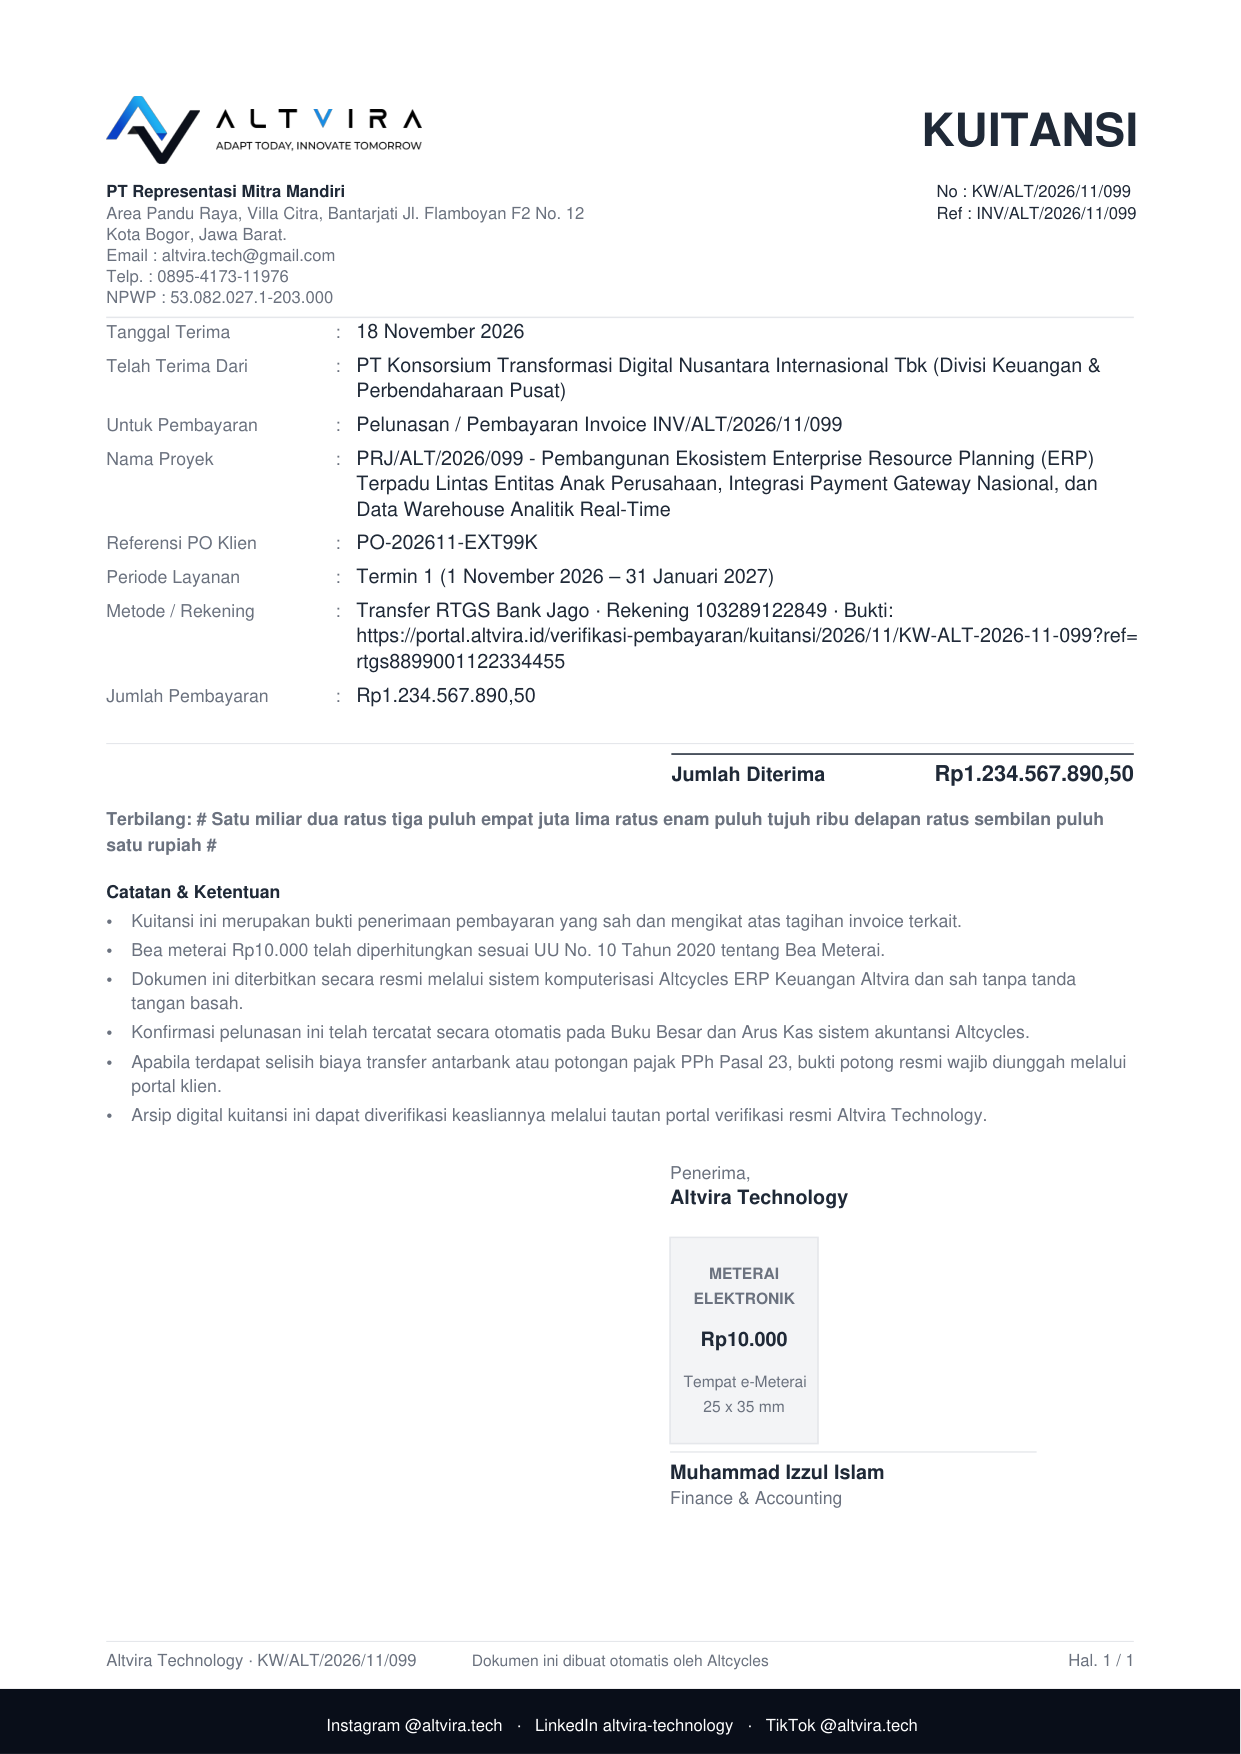 ALTVIRA
ADAPT TODAY, INNOVATE TOMORROW
KUITANSI
PT Representasi Mitra Mandiri
Area Pandu Raya, Villa Citra, Bantarjati Jl. Flamboyan F2 No. 12
Kota Bogor, Jawa Barat.
Email : altvira.tech@gmail.com
Telp. : 0895-4173-11976
NPWP : 53.082.027.1-203.000
No : KW/ALT/2026/11/099
Ref : INV/ALT/2026/11/099
Tanggal Terima : 18 November 2026
Telah Terima Dari : PT Konsorsium Transformasi Digital Nusantara Internasional Tbk (Divisi Keuangan &
Perbendaharaan Pusat)
Untuk Pembayaran : Pelunasan / Pembayaran Invoice INV/ALT/2026/11/099
Nama Proyek : PRJ/ALT/2026/099 - Pembangunan Ekosistem Enterprise Resource Planning (ERP)
Terpadu Lintas Entitas Anak Perusahaan, Integrasi Payment Gateway Nasional, dan
Data Warehouse Analitik Real-Time
Referensi PO Klien : PO-202611-EXT99K
Periode Layanan : Termin 1 (1 November 2026 – 31 Januari 2027)
Metode / Rekening : Transfer RTGS Bank Jago · Rekening 103289122849 · Bukti:
https://portal.altvira.id/verifikasi-pembayaran/kuitansi/2026/11/KW-ALT-2026-11-099?ref=
rtgs8899001122334455
Jumlah Pembayaran : Rp1.234.567.890,50
Jumlah Diterima Rp1.234.567.890,50
Terbilang: # Satu miliar dua ratus tiga puluh empat juta lima ratus enam puluh tujuh ribu delapan ratus sembilan puluh
satu rupiah #
Catatan & Ketentuan
• Kuitansi ini merupakan bukti penerimaan pembayaran yang sah dan mengikat atas tagihan invoice terkait.
• Bea meterai Rp10.000 telah diperhitungkan sesuai UU No. 10 Tahun 2020 tentang Bea Meterai.
• Dokumen ini diterbitkan secara resmi melalui sistem komputerisasi Altcycles ERP Keuangan Altvira dan sah tanpa tanda
tangan basah.
• Konfirmasi pelunasan ini telah tercatat secara otomatis pada Buku Besar dan Arus Kas sistem akuntansi Altcycles.
• Apabila terdapat selisih biaya transfer antarbank atau potongan pajak PPh Pasal 23, bukti potong resmi wajib diunggah melalui
portal klien.
• Arsip digital kuitansi ini dapat diverifikasi keasliannya melalui tautan portal verifikasi resmi Altvira Technology.
Penerima,
Altvira Technology
METERAI
ELEKTRONIK
Rp10.000
Tempat e-Meterai
25 x 35 mm
Muhammad Izzul Islam
Finance & Accounting
Altvira Technology · KW/ALT/2026/11/099 Dokumen ini dibuat otomatis oleh Altcycles Hal. 1 / 1
Instagram @altvira.tech · LinkedIn altvira-technology · TikTok @altvira.tech